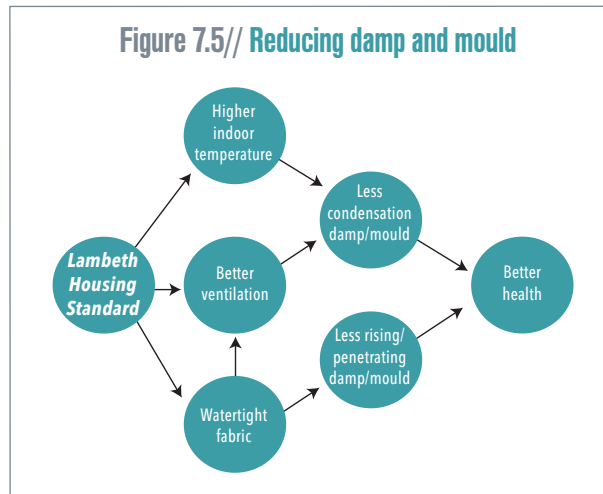 Figure 7.5// Reducing damp and mould
Higher
indoor
temperature
Less
condensation
damp/mould
Lambeth
Housing
Standard
Better
ventilation
Better
health
Less rising/
penetrating
damp/mould
Watertight
fabric